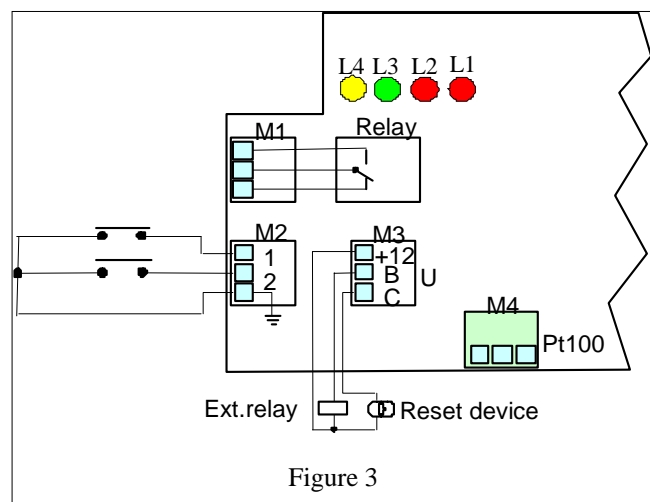 L4 L3 L2 L1
M1 Relay
M2 M3
1 +12
2 B U
C
M4
Pt100
Ext.relay Reset device
Figure 3